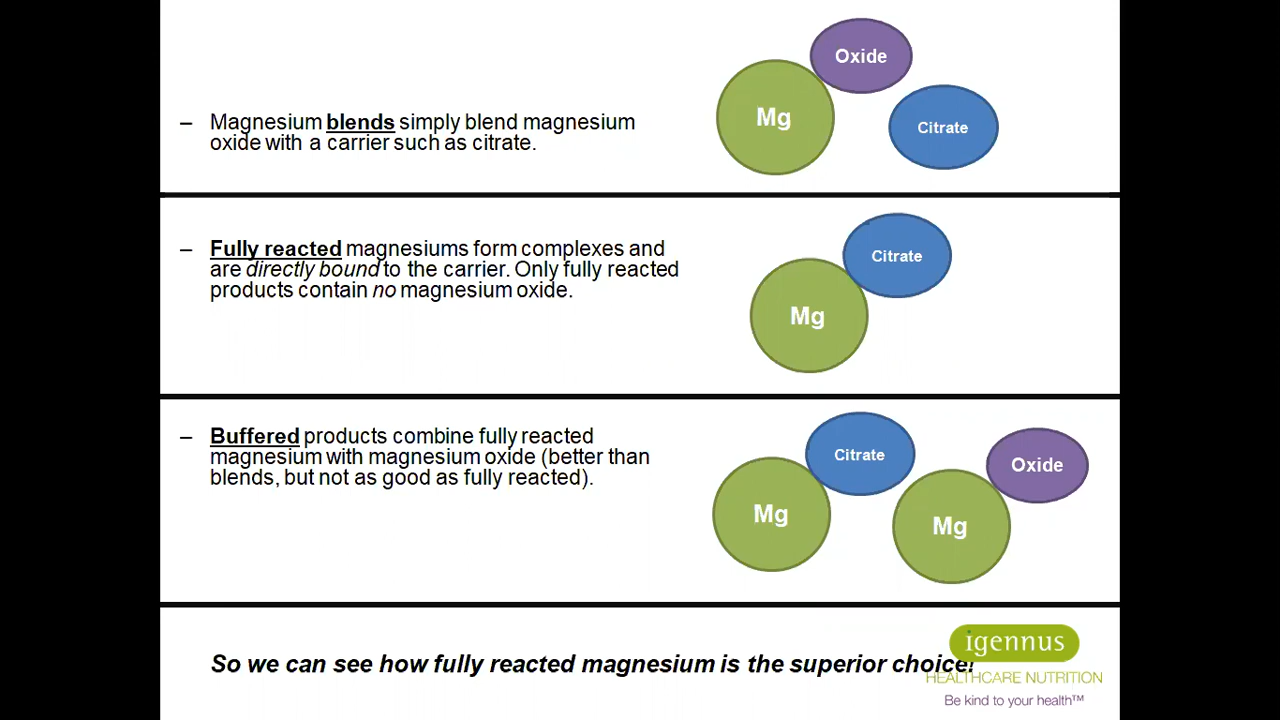 Oxide
Mg
Citrate
– Magnesium blends simply blend magnesium
oxide with a carrier such as citrate.
– Fully reacted magnesiums form complexes and
are directly bound to the carrier. Only fully reacted
products contain no magnesium oxide.
Citrate
Mg
– Buffered products combine fully reacted
magnesium with magnesium oxide (better than
blends, but not as good as fully reacted).
Citrate
Oxide
Mg
Mg
So we can see how fully reacted magnesium is the superior choice!
igennus
HEALTHCARE NUTRITION
Be kind to your health™